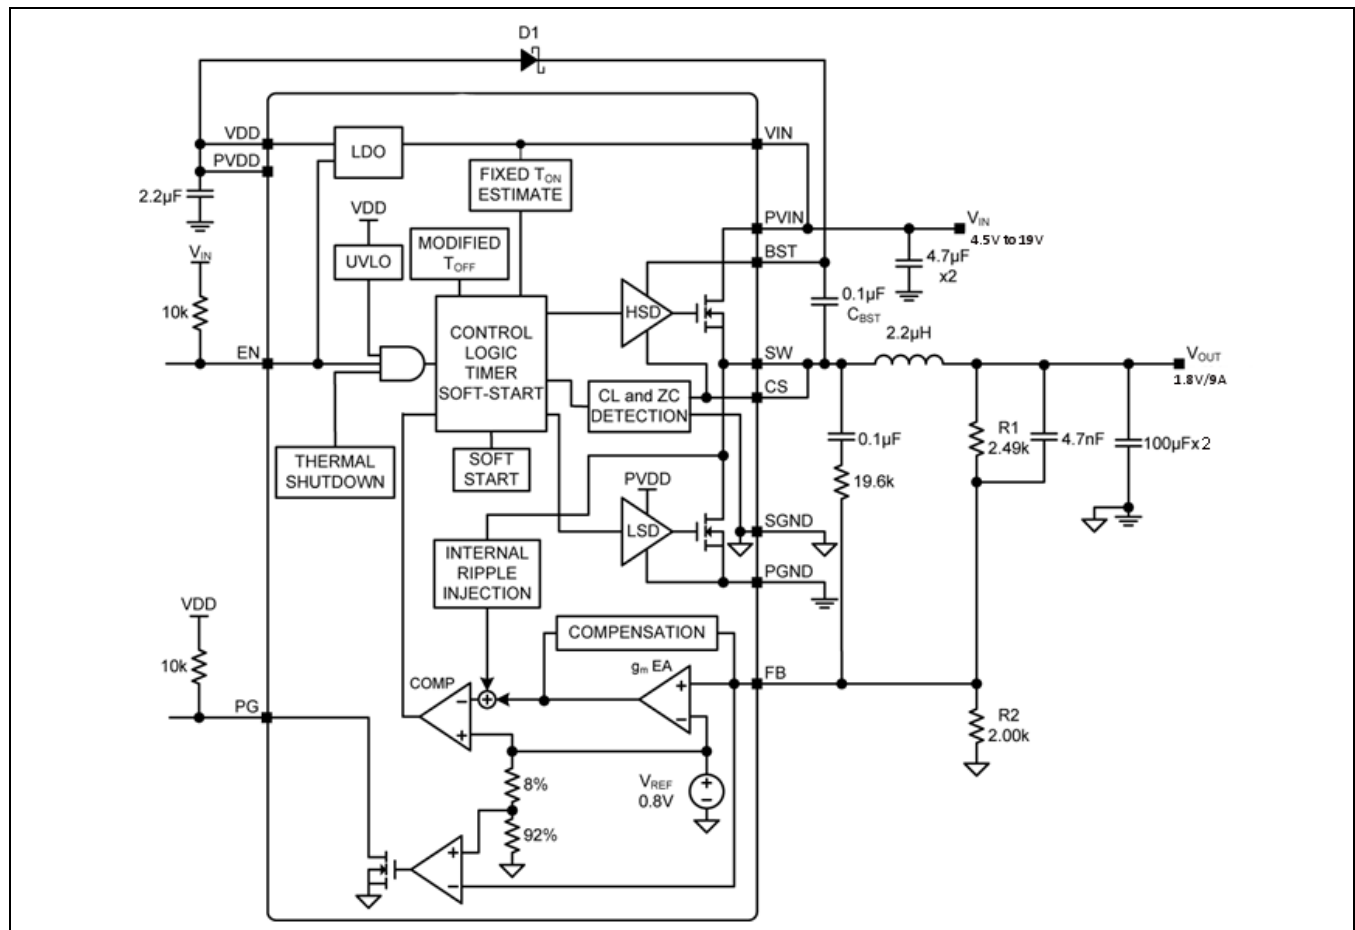 D1
VDD
LDO
VIN
PVDD
FIXED TON
ESTIMATE
2.2µF
VDD
PVIN
VIN
4.5V to 19V
MODIFIED
TOFF
BST
VIN
UVLO
4.7µF
x2
0.1µF
CBST
10k
HSD
2.2µH
CONTROL
LOGIC
TIMER
SOFT-START
EN
SW
VOUT
1.8V/9A
CS
CL and ZC
DETECTION
R1
2.49k
4.7nF
100µFx2
0.1µF
THERMAL
SHUTDOWN
SOFT
START
19.6k
PVDD
LSD
SGND
INTERNAL
RIPPLE
INJECTION
PGND
VDD
COMPENSATION
10k
gm EA
FB
COMP
+
–
–
+
+
PG
R2
2.00k
8%
VREF
0.8V
+
–
92%
+
–